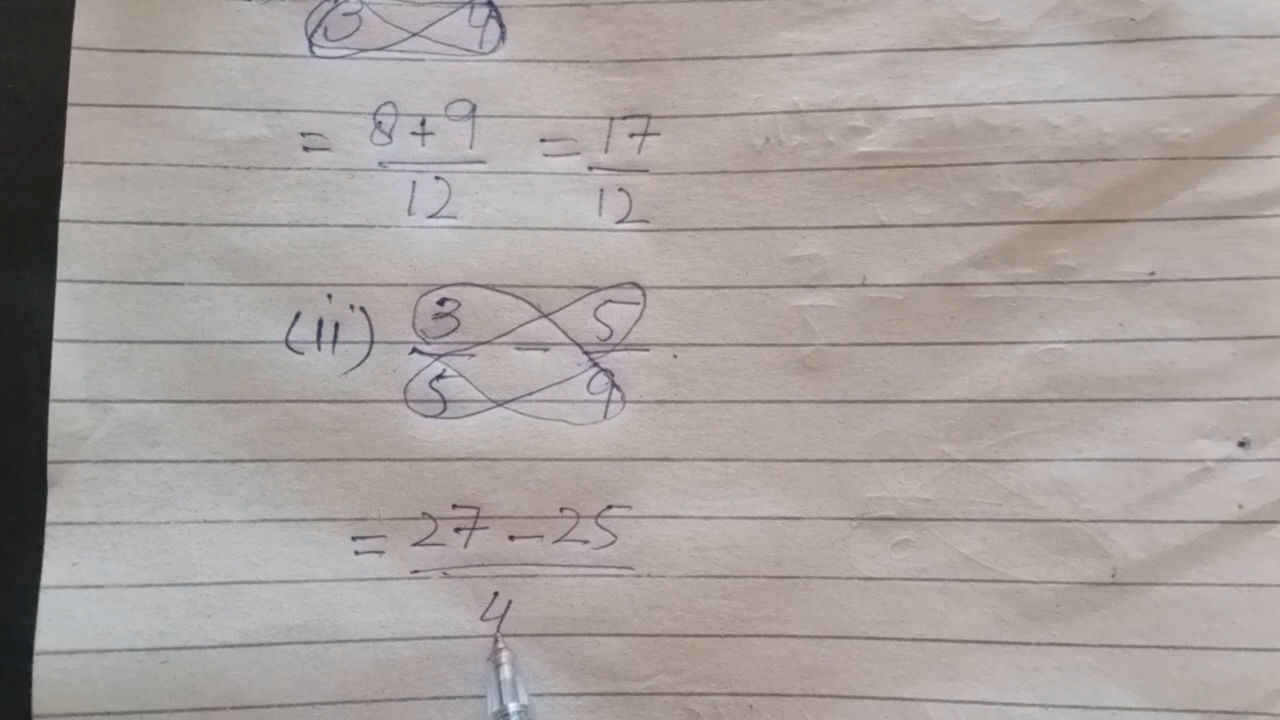 3 4
= 8+9 = 17
12 12
(ii) 3 - 5
5 9
= 27-25
4